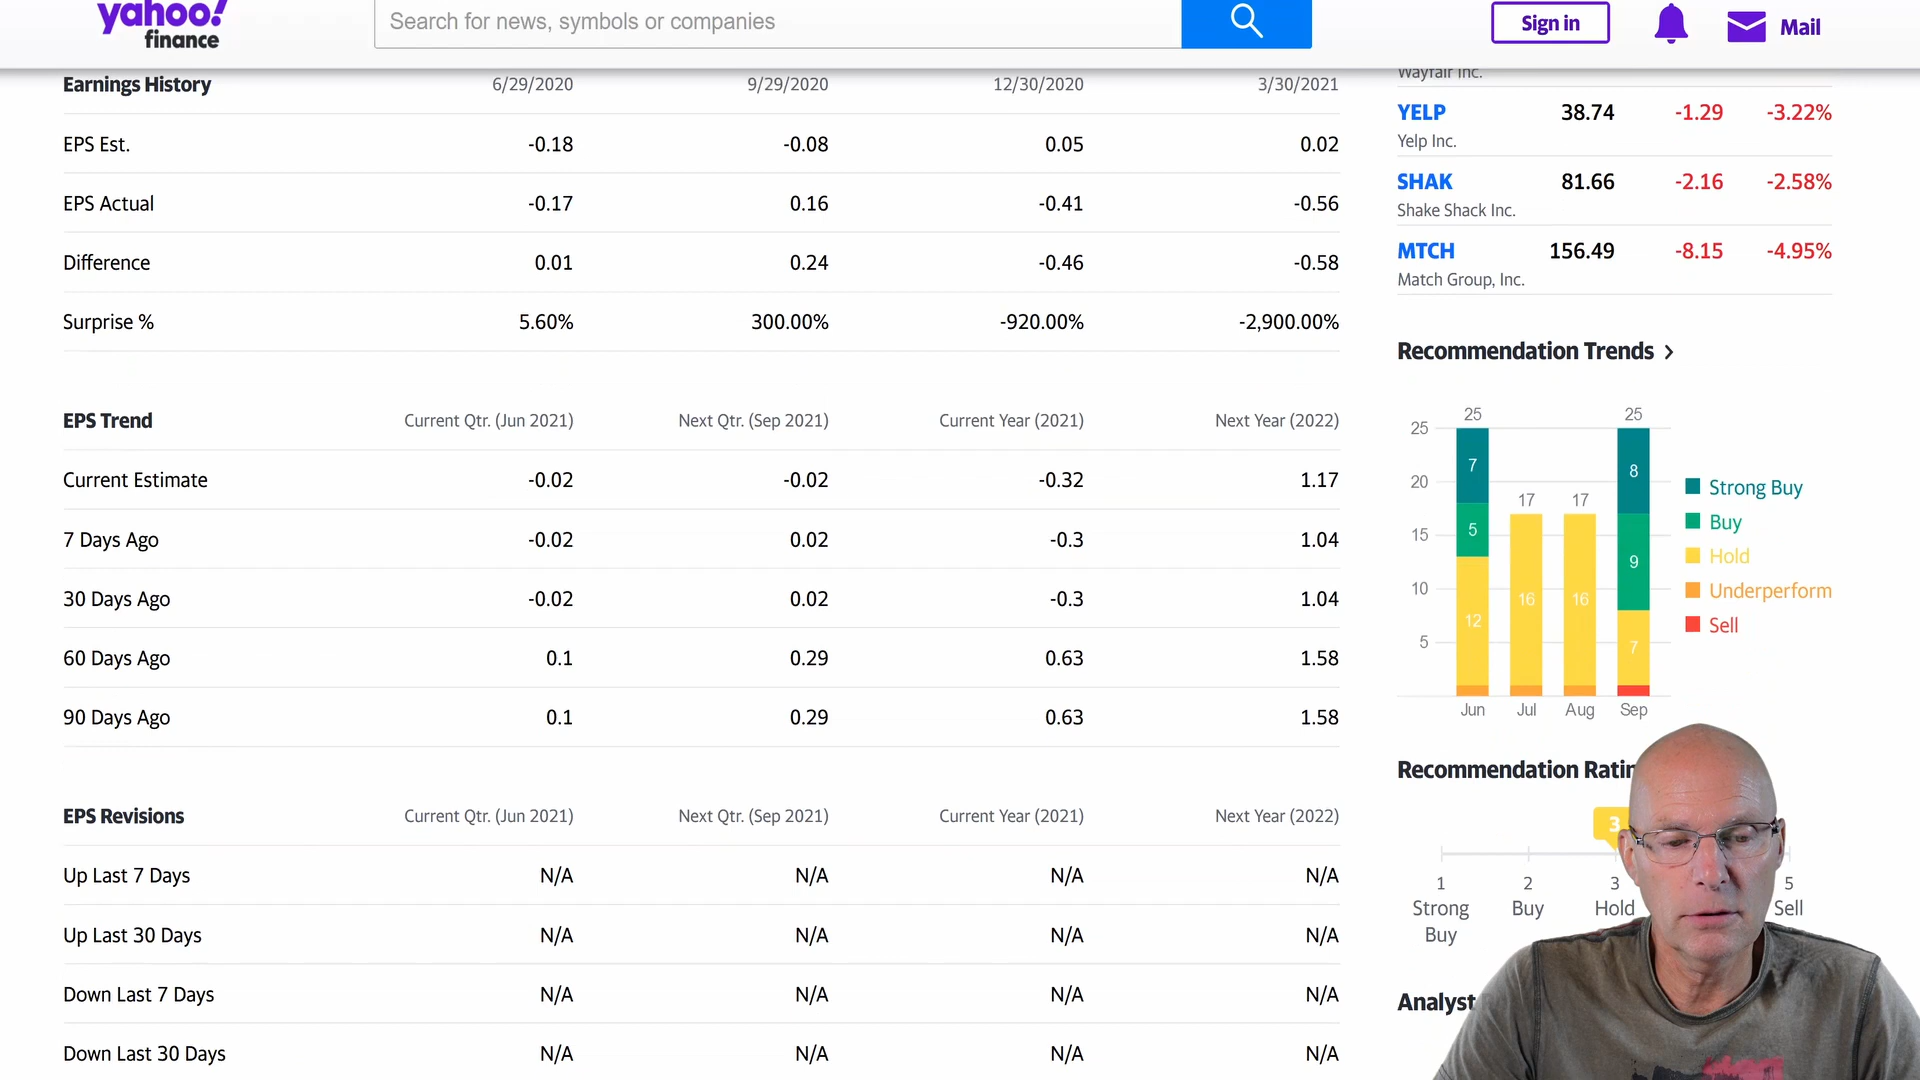 yahoo!
finance
Search for news, symbols or companies
Sign in
Mail
Earnings History 6/29/2020 9/29/2020 12/30/2020 3/30/2021
EPS Est. -0.18 -0.08 0.05 0.02
EPS Actual -0.17 0.16 -0.41 -0.56
Difference 0.01 0.24 -0.46 -0.58
Surprise % 5.60% 300.00% -920.00% -2,900.00%
EPS Trend Current Qtr. (Jun 2021) Next Qtr. (Sep 2021) Current Year (2021) Next Year (2022)
Current Estimate -0.02 -0.02 -0.32 1.17
7 Days Ago -0.02 0.02 -0.3 1.04
30 Days Ago -0.02 0.02 -0.3 1.04
60 Days Ago 0.1 0.29 0.63 1.58
90 Days Ago 0.1 0.29 0.63 1.58
EPS Revisions Current Qtr. (Jun 2021) Next Qtr. (Sep 2021) Current Year (2021) Next Year (2022)
Up Last 7 Days N/A N/A N/A N/A
Up Last 30 Days N/A N/A N/A N/A
Down Last 7 Days N/A N/A N/A N/A
Down Last 30 Days N/A N/A N/A N/A
Wayfair Inc.
YELP 38.74 -1.29 -3.22%
Yelp Inc.
SHAK 81.66 -2.16 -2.58%
Shake Shack Inc.
MTCH 156.49 -8.15 -4.95%
Match Group, Inc.
Recommendation Trends >
25 25
25
7 8
20
17 17
15
5 9
10
16 16
12
5
7
Jun Jul Aug Sep
Strong Buy
Buy
Hold
Underperform
Sell
Recommendation Ratin
3
1 2 3 5
Strong Buy Hold Sell
Buy
Analyst